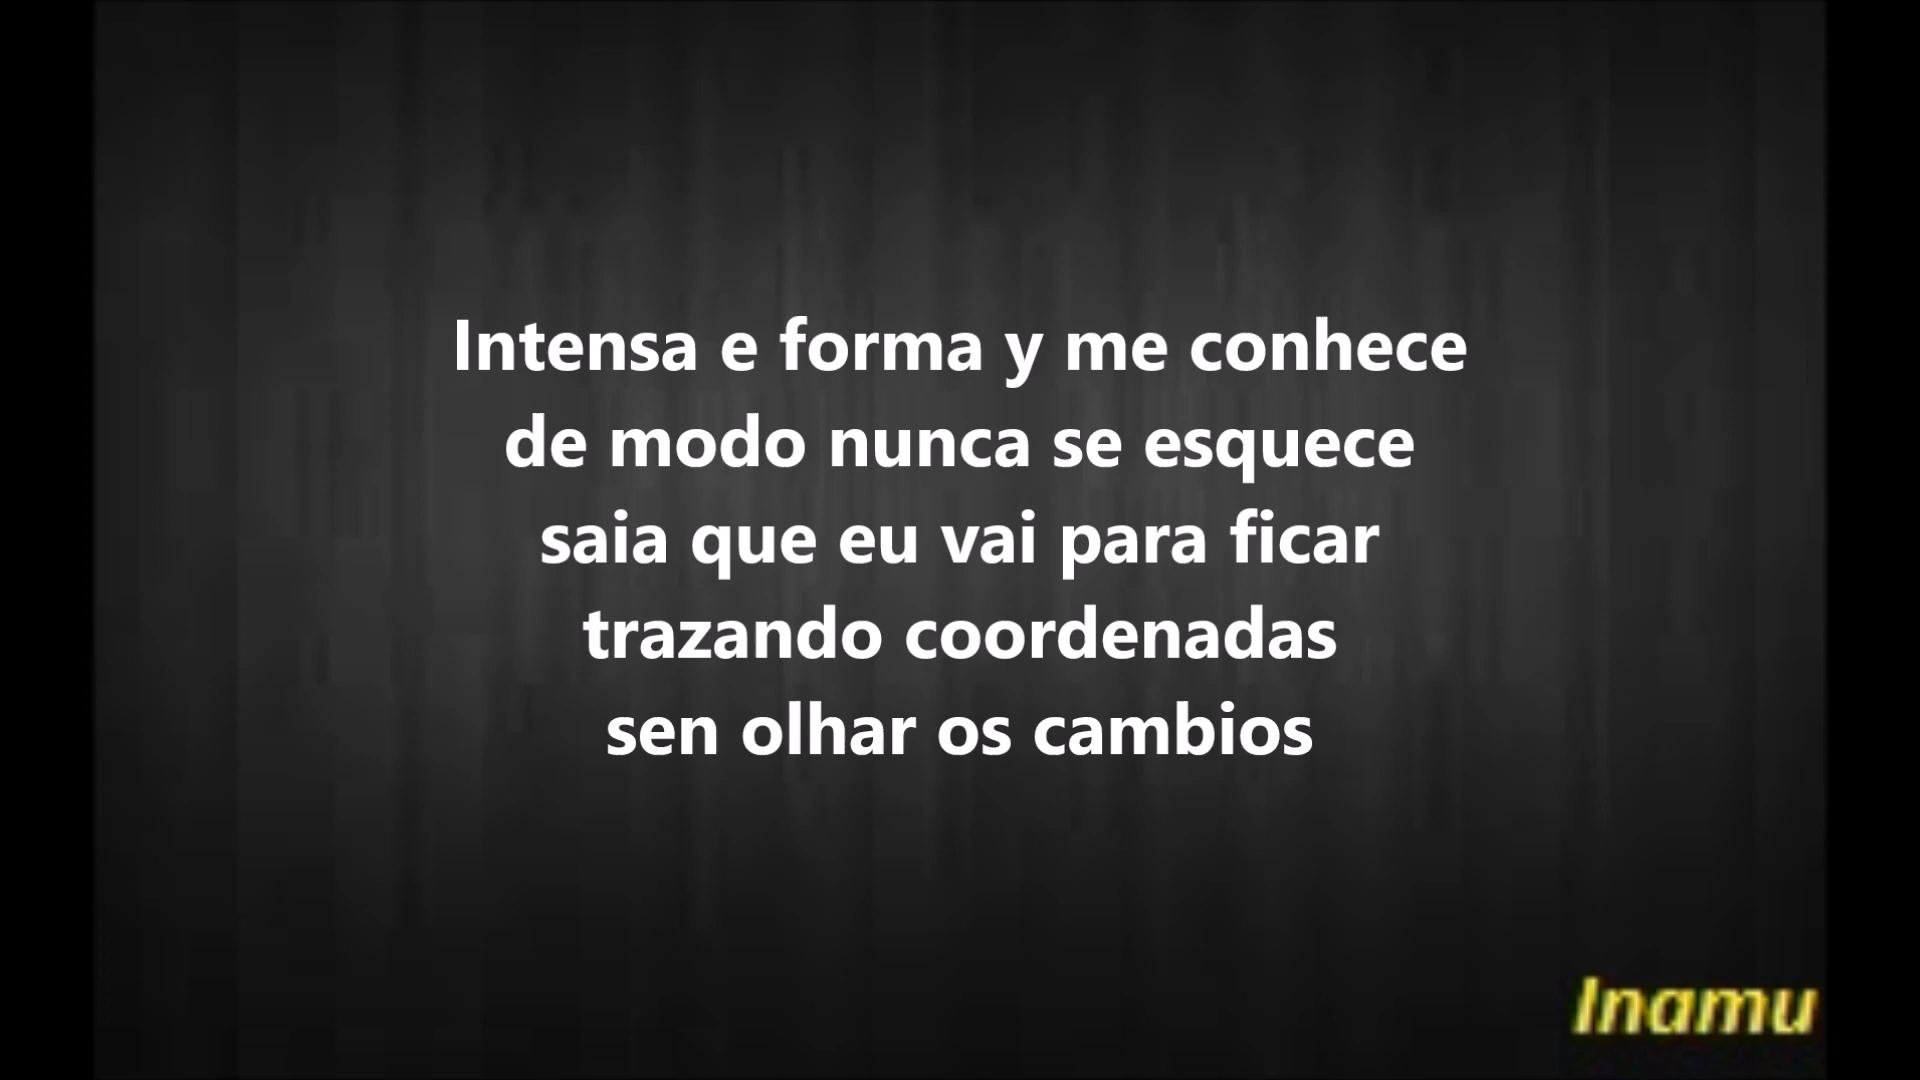 Intensa e forma y me conhece
de modo nunca se esquece
saia que eu vai para ficar
trazando coordenadas
sen olhar os cambios
Inamu